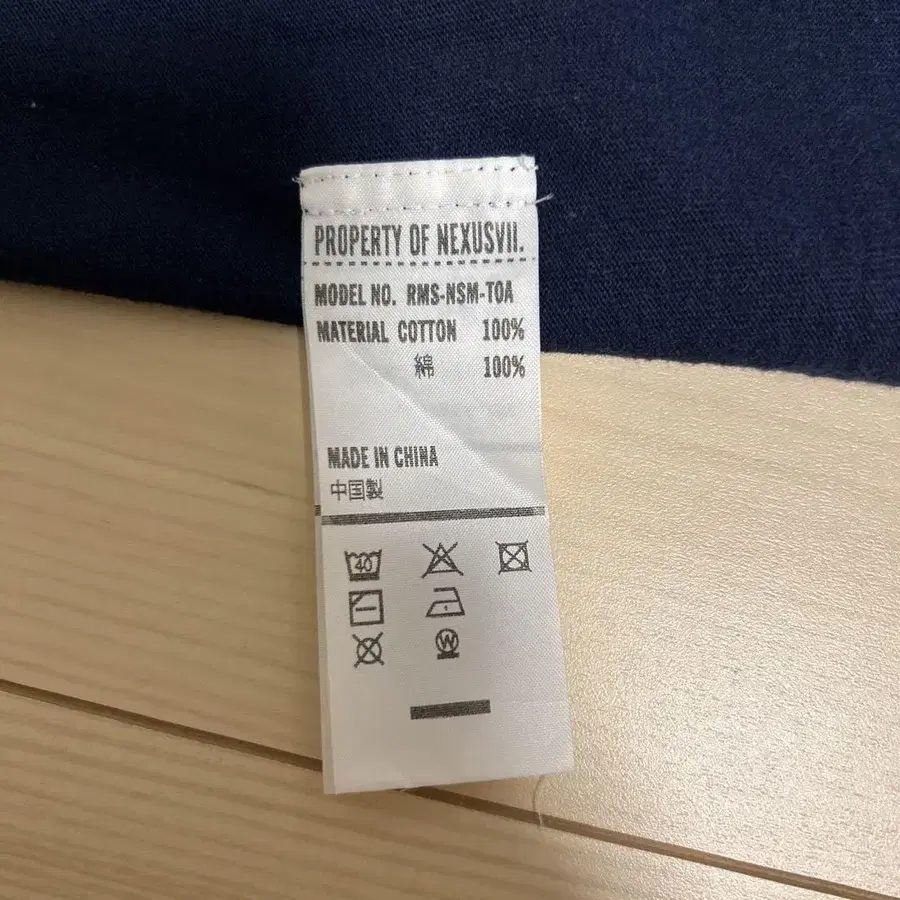 PROPERTY OF NEXUSVII.
MODEL NO. RMS-NSM-TOA
MATERIAL COTTON 100%
綿 100%
MADE IN CHINA
中国製
40
W